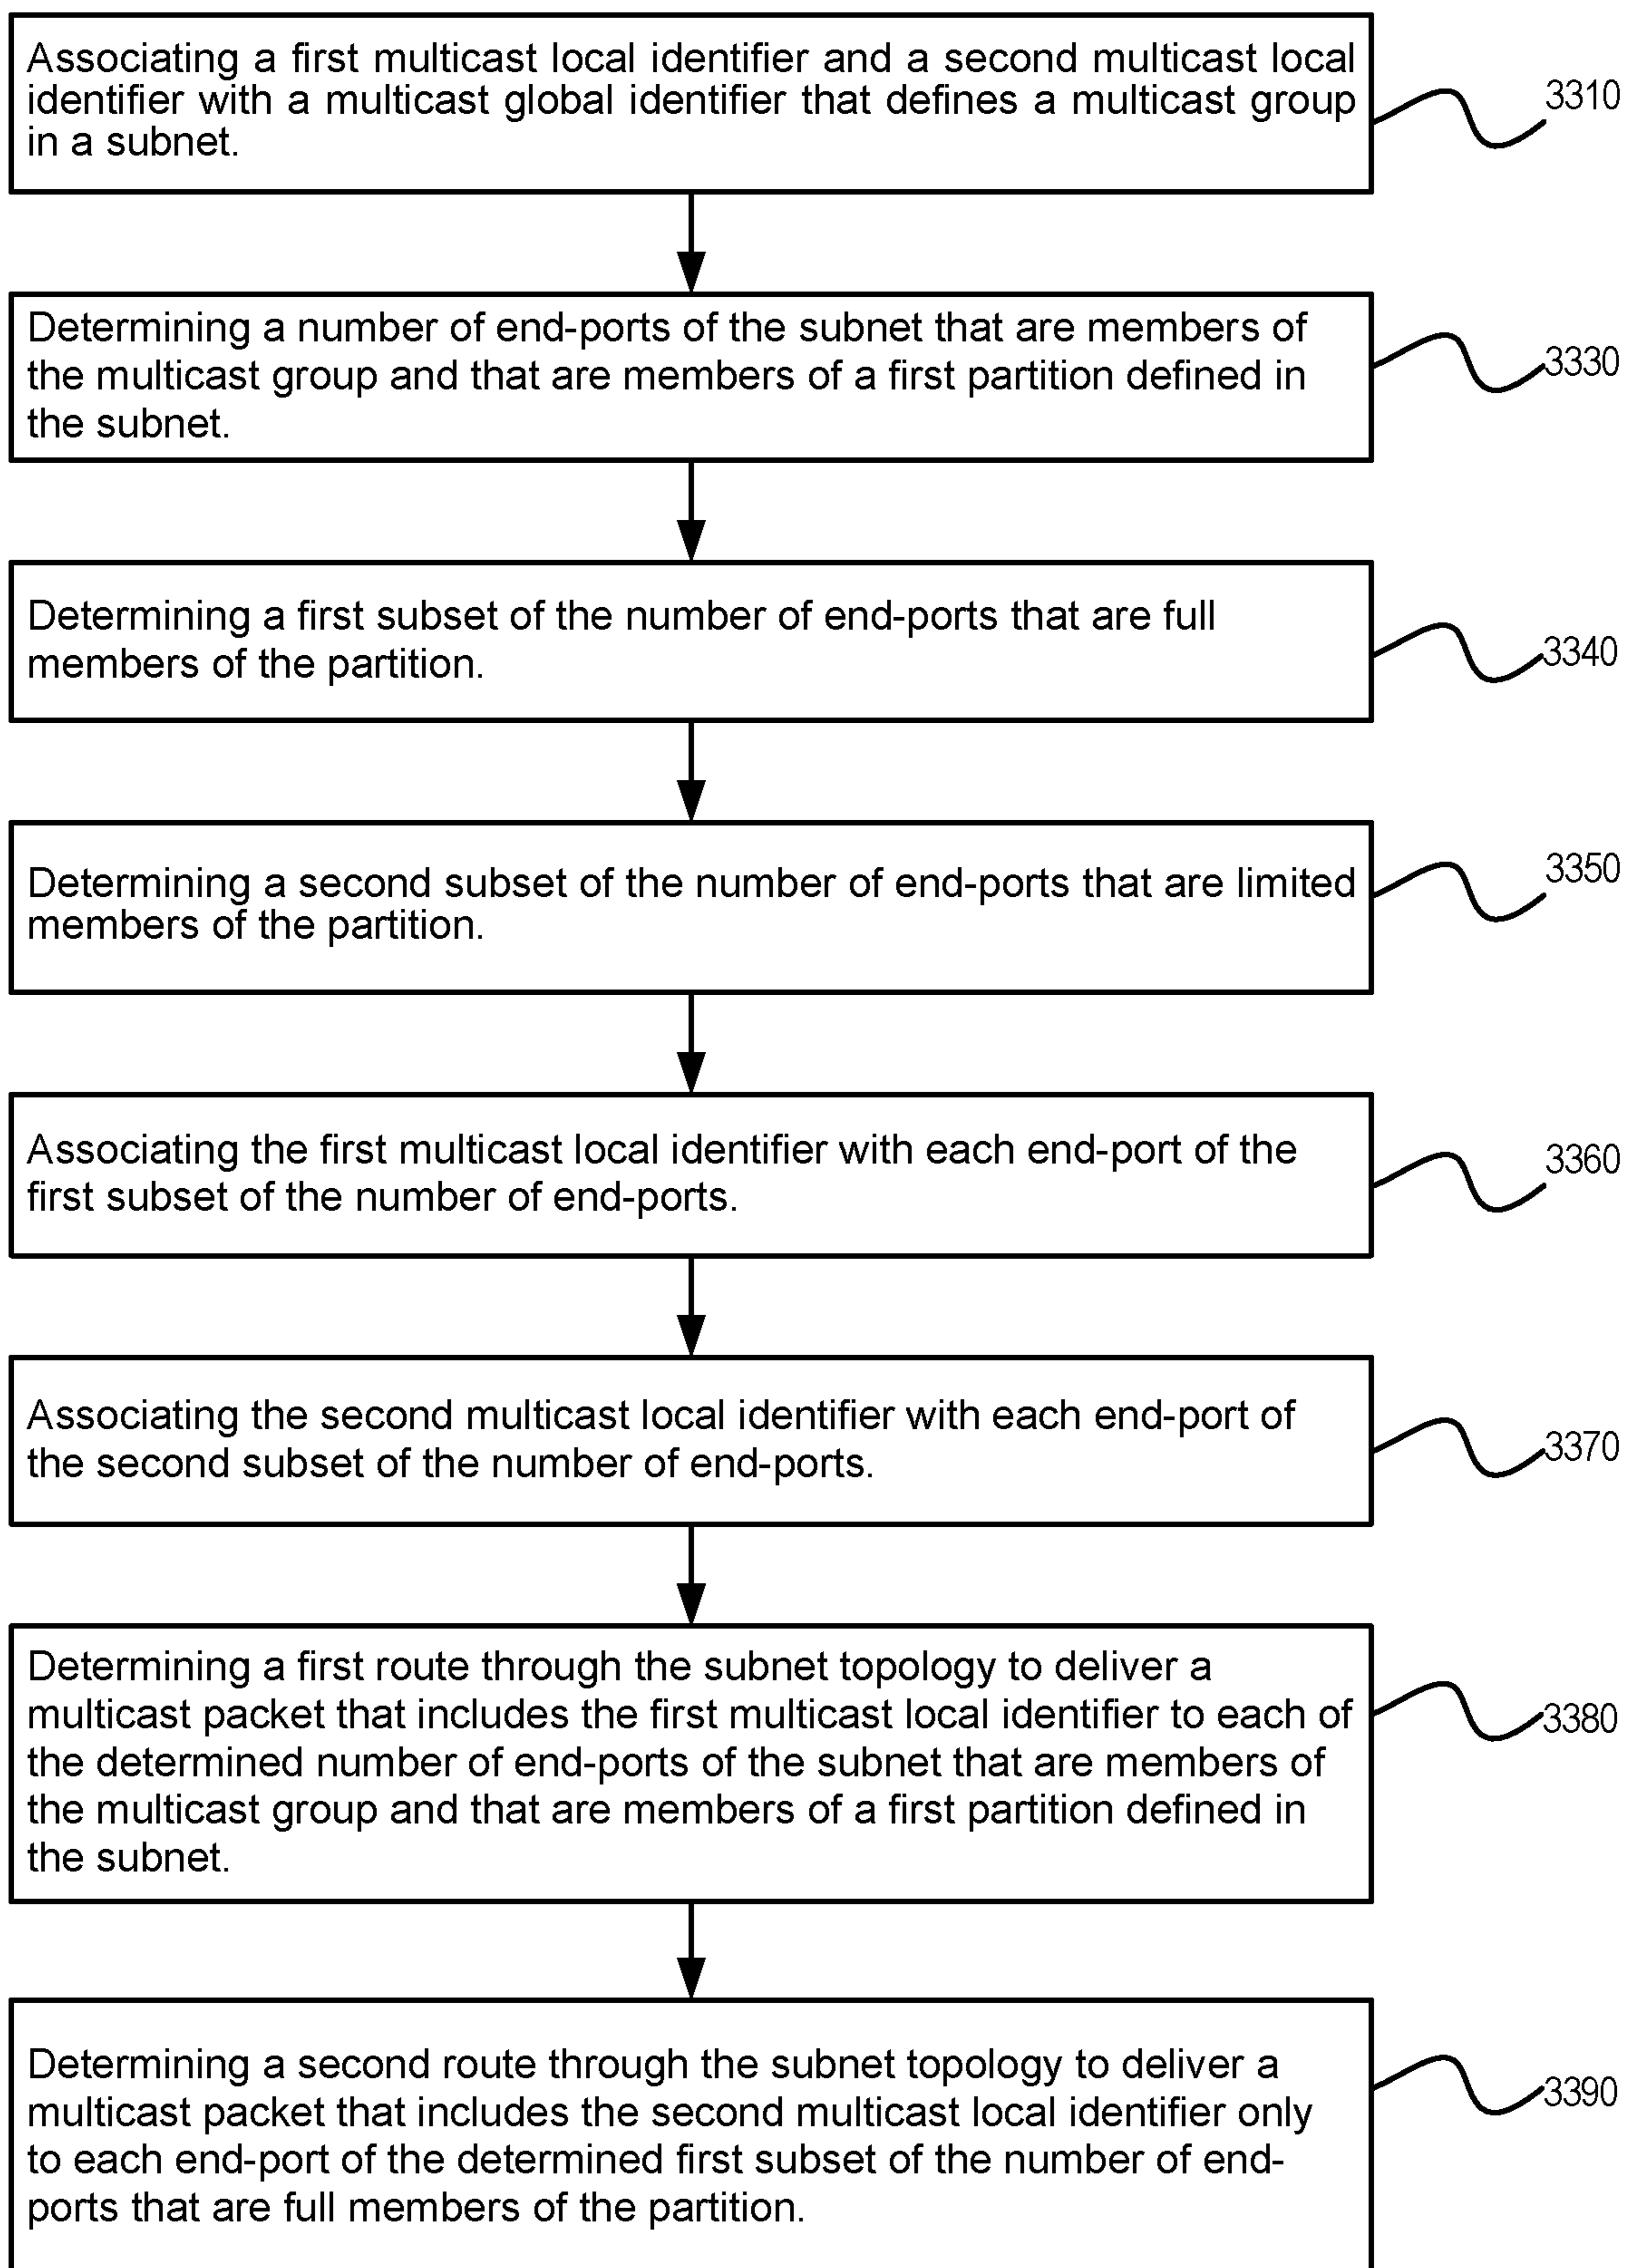 Associating a first multicast local identifier and a second multicast local
identifier with a multicast global identifier that defines a multicast group
in a subnet.
3310
Determining a number of end-ports of the subnet that are members of
the multicast group and that are members of a first partition defined in
the subnet.
3330
Determining a first subset of the number of end-ports that are full
members of the partition.
3340
Determining a second subset of the number of end-ports that are limited
members of the partition.
3350
Associating the first multicast local identifier with each end-port of the
first subset of the number of end-ports.
3360
Associating the second multicast local identifier with each end-port of
the second subset of the number of end-ports.
3370
Determining a first route through the subnet topology to deliver a
multicast packet that includes the first multicast local identifier to each of
the determined number of end-ports of the subnet that are members of
the multicast group and that are members of a first partition defined in
the subnet.
3380
Determining a second route through the subnet topology to deliver a
multicast packet that includes the second multicast local identifier only
to each end-port of the determined first subset of the number of end-
ports that are full members of the partition.
3390